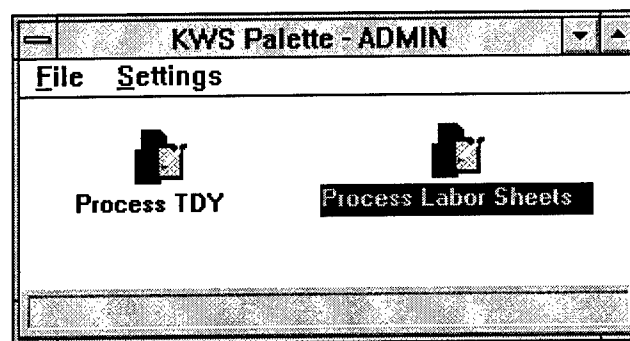 KWS Palette - ADMIN
File Settings
Process TDY
Process Labor Sheets